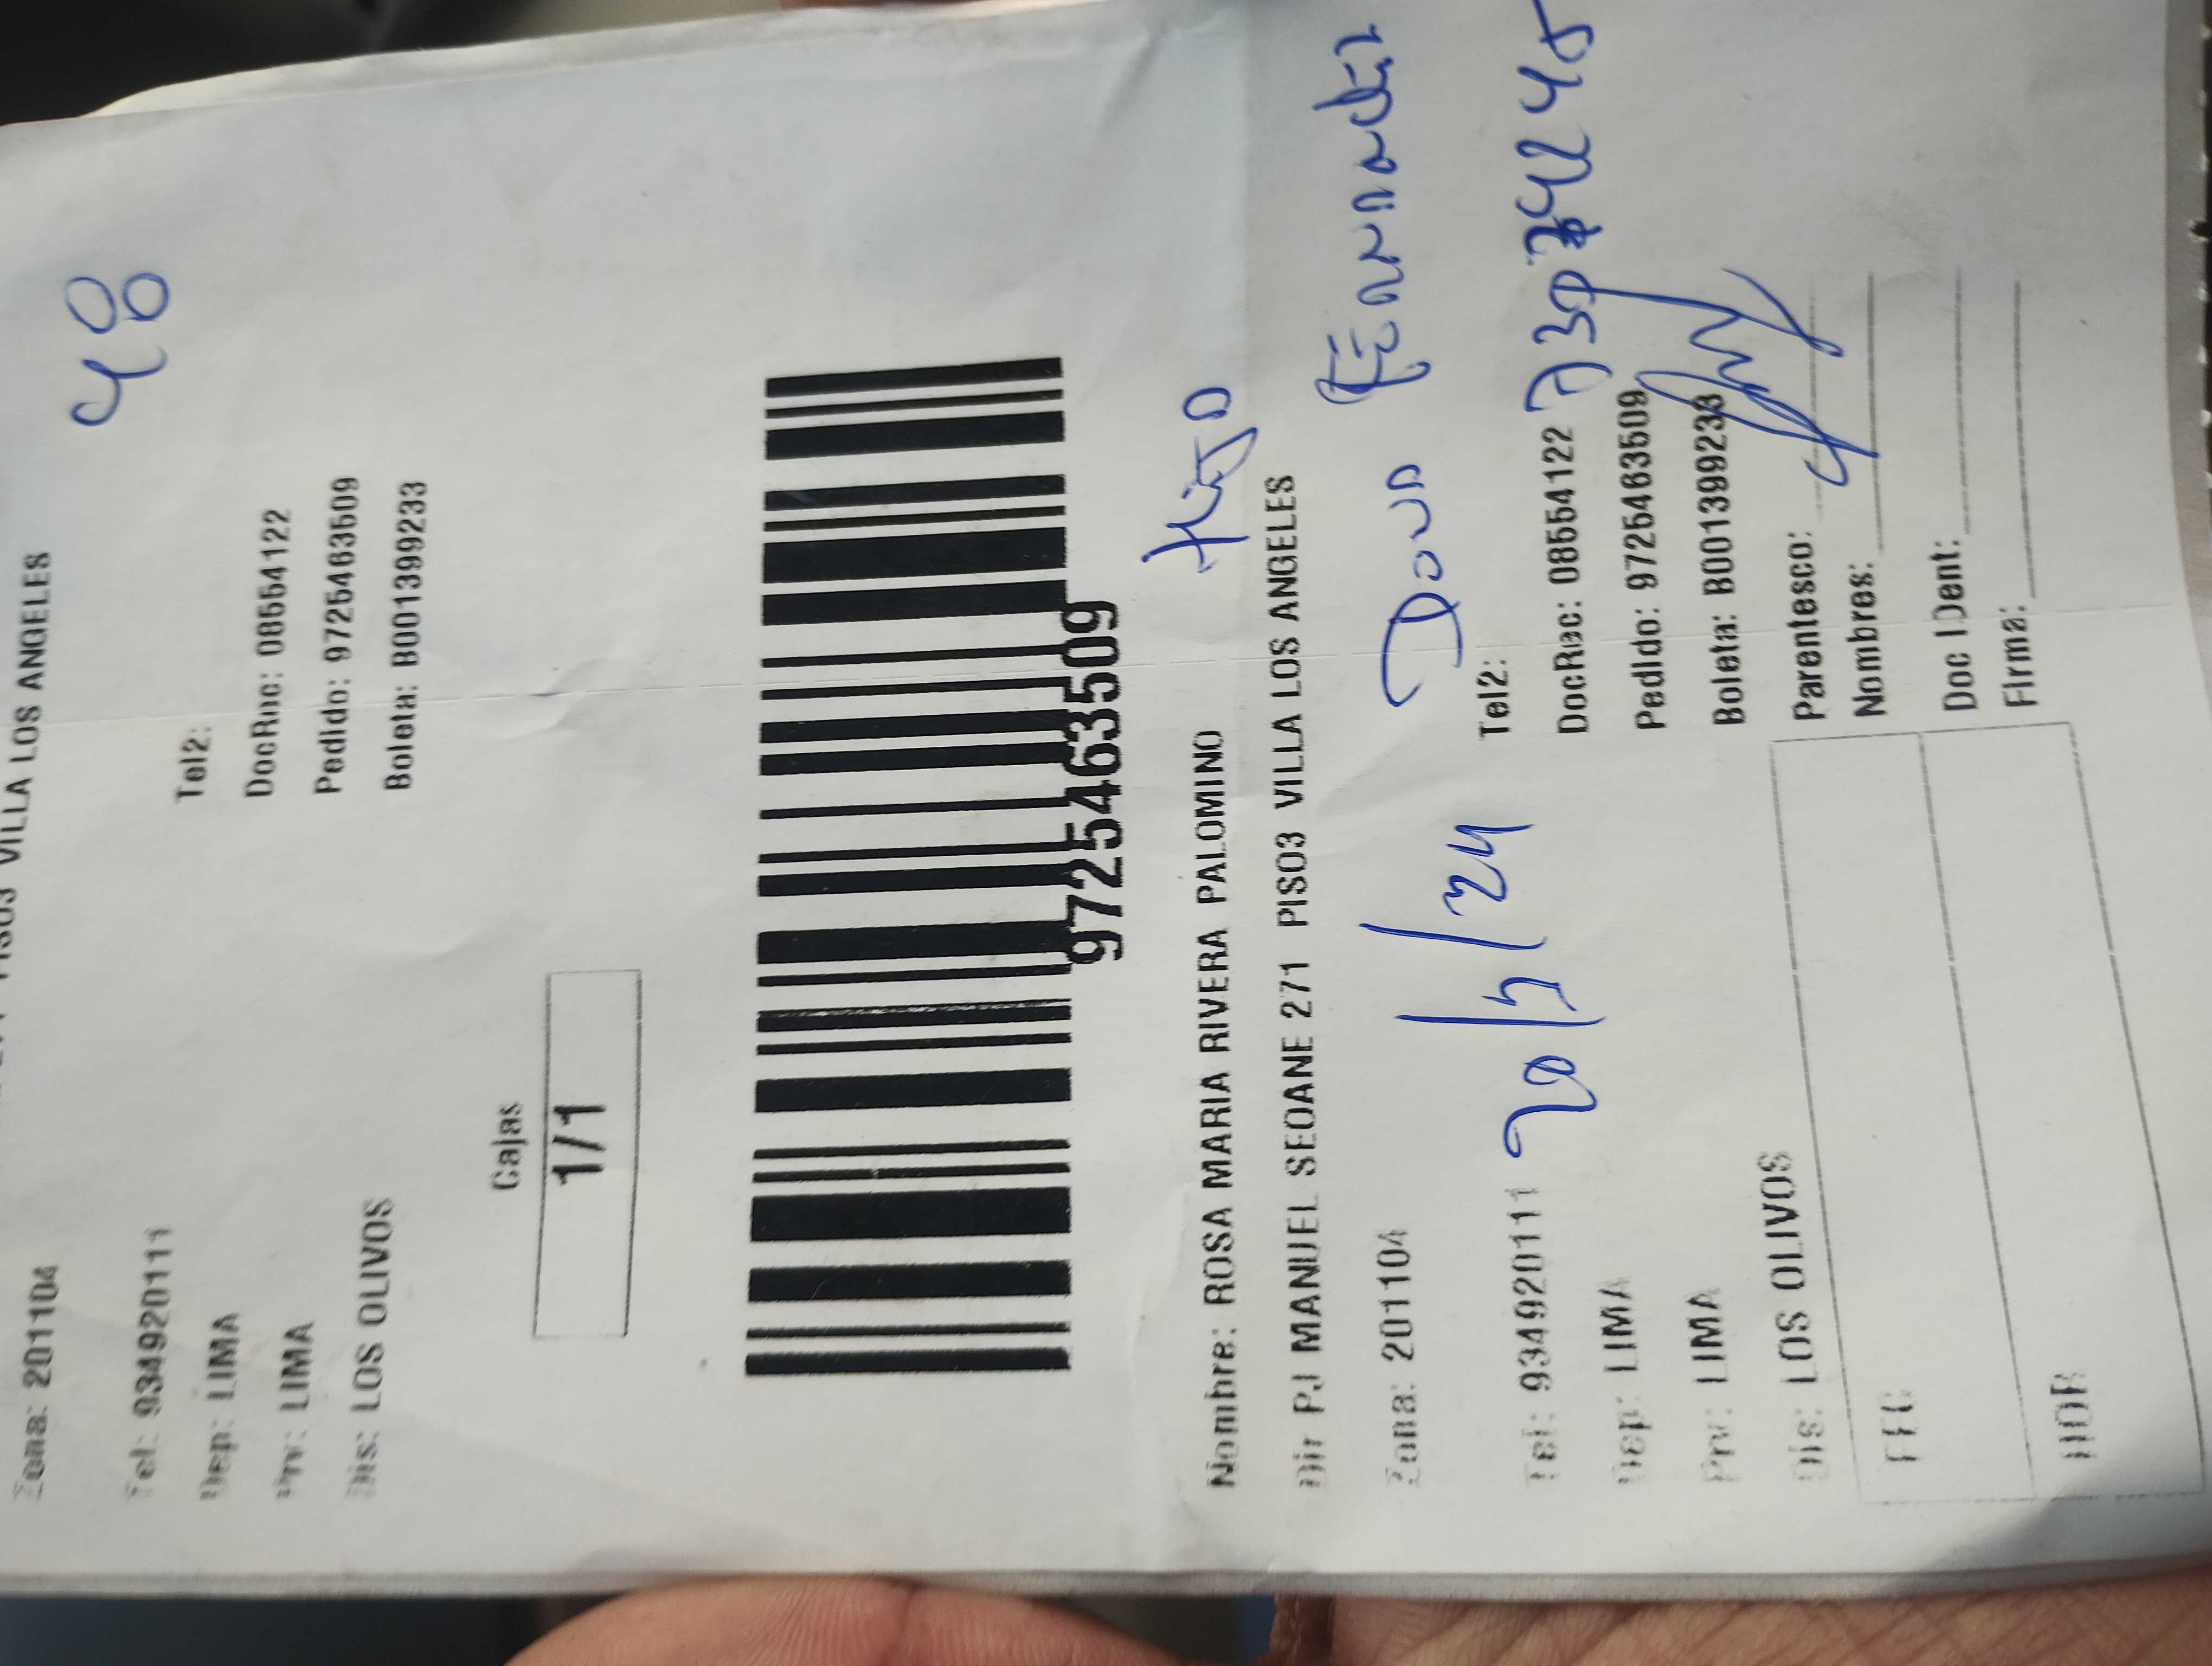 VILLA LOS ANGELES
48
Zona: 201104
Tel: 934920111 Tel2:
Dep: LIMA DocRuc: 08554122
Prv: LIMA Pedido: 9725463509
Dis: LOS OLIVOS Boleta: B001399233
Cajas
1/1
9725463509
Hijo
Nombre: ROSA MARIA RIVERA PALOMINO
Dir PJ MANUEL SEOANE 271 PISO3 VILLA LOS ANGELES
Fernandez
Zona: 201104
20/5/24
Tel: 934920111 Tel2:
Dep: LIMA DocRuc: 08554122
Prv: LIMA Pedido: 9725463509
Dis: LOS OLIVOS Boleta: B001399233
Parentesco:
FEC Nombres:
Doc IDent:
HOR Firma: